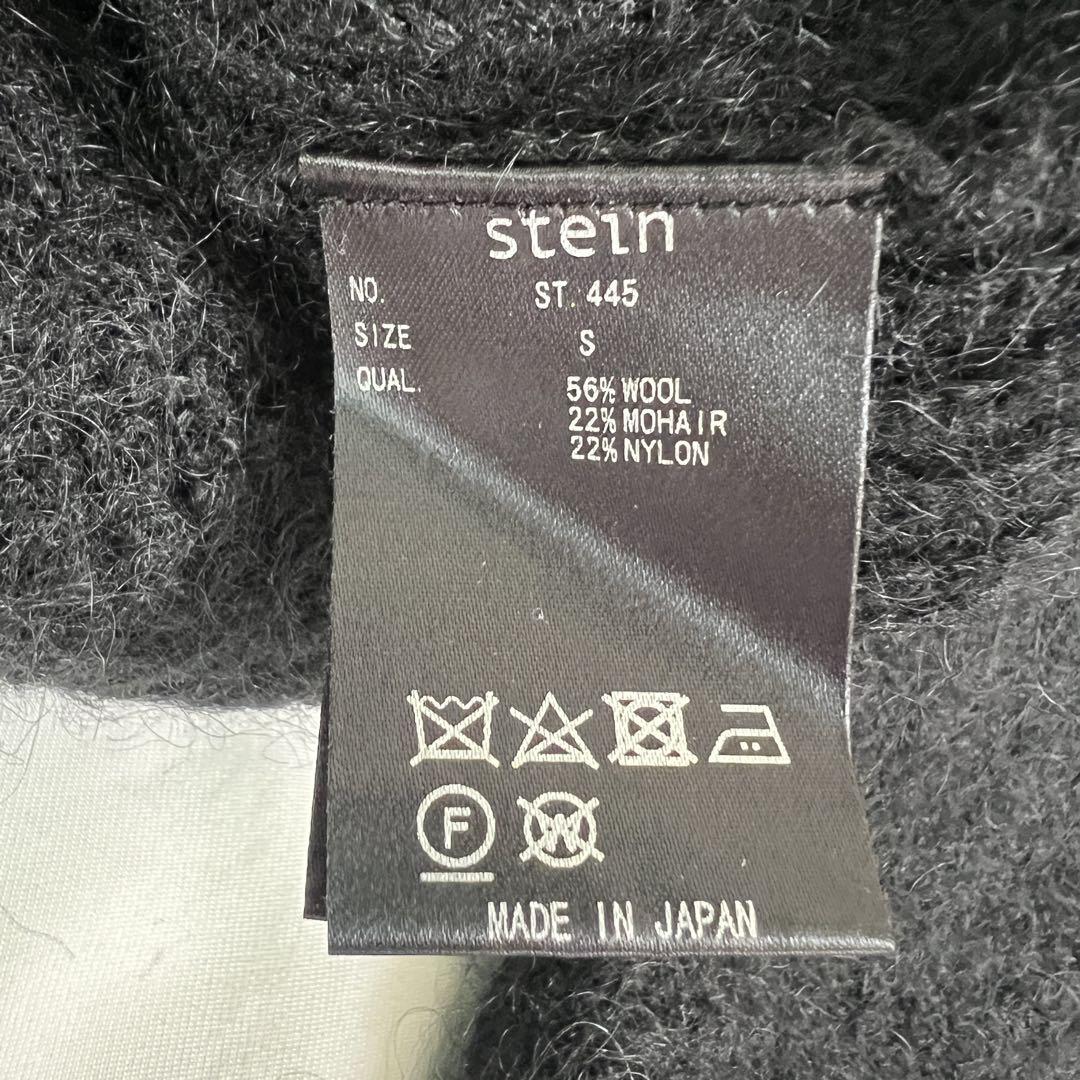 stein
NO. ST. 445
SIZE S
QUAL. 56% WOOL
22% MOHAIR
22% NYLON
F W
MADE IN JAPAN